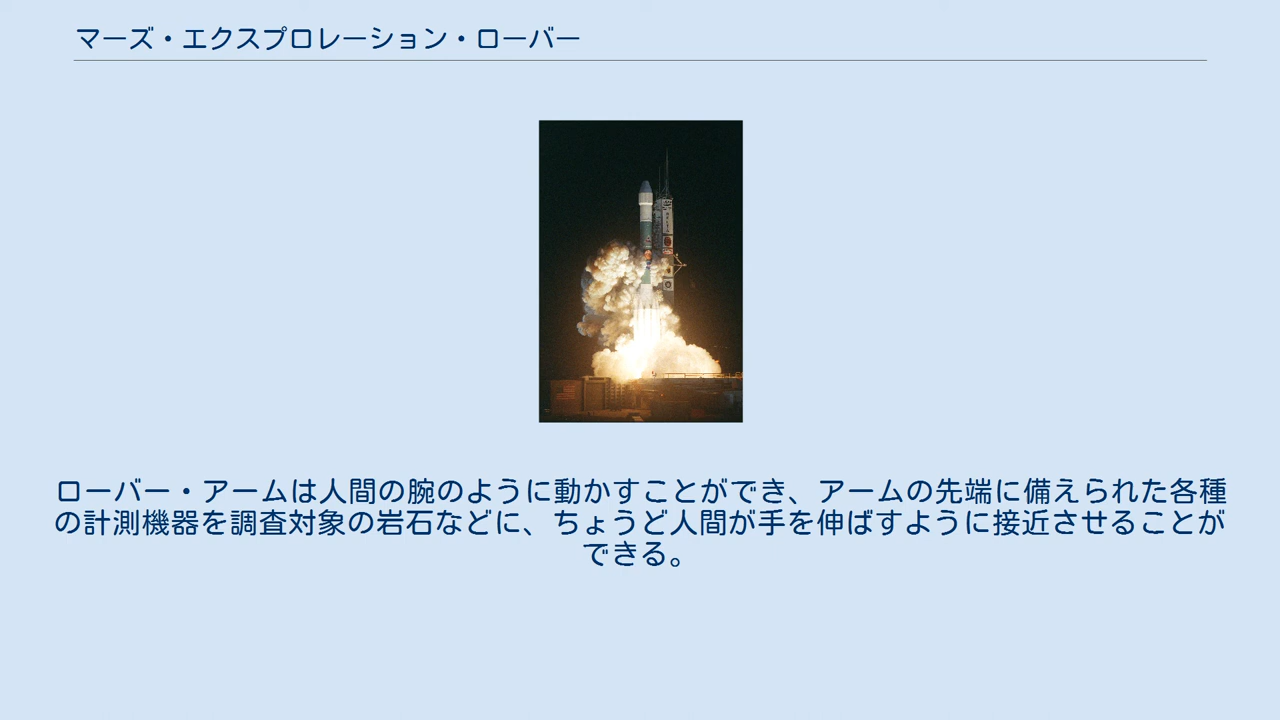 マーズ・エクスプロレーション・ローバー
ローバー・アームは人間の腕のように動かすことができ、アームの先端に備えられた各種
の計測機器を調査対象の岩石などに、ちょうど人間が手を伸ばすように接近させることが
できる。